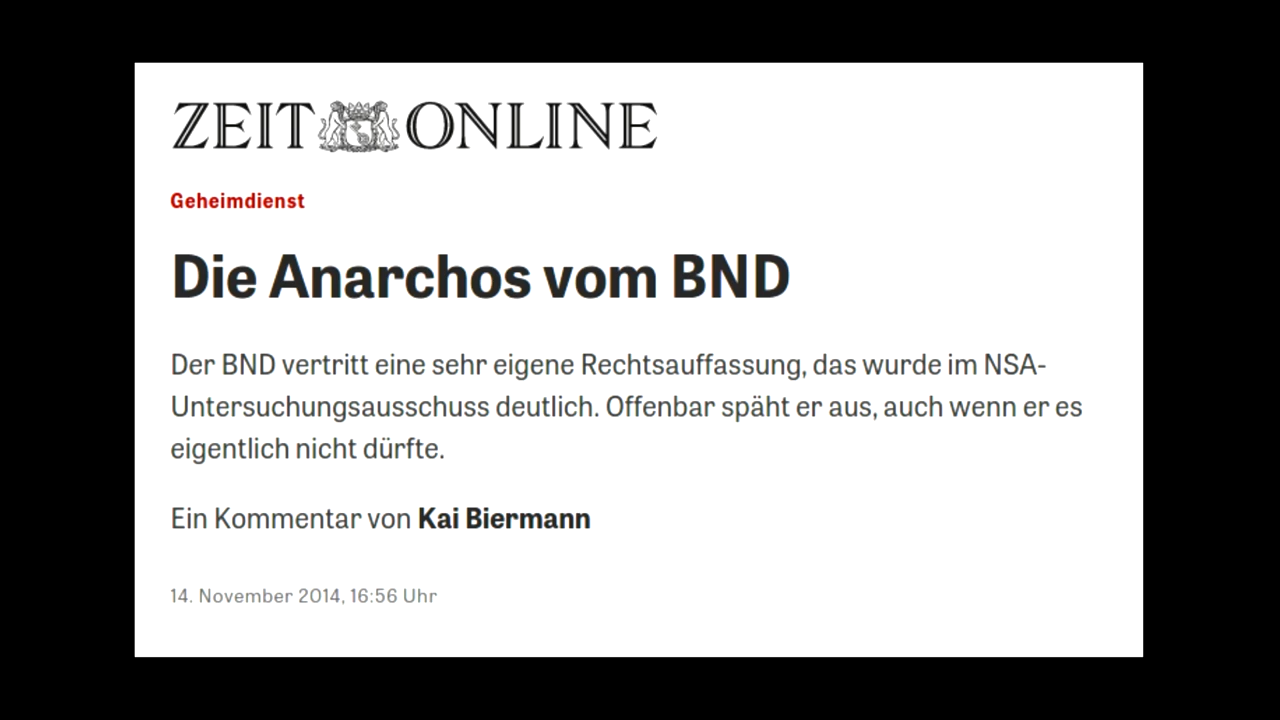 ZEIT ONLINE
Geheimdienst
Die Anarchos vom BND
Der BND vertritt eine sehr eigene Rechtsauffassung, das wurde im NSA-
Untersuchungsausschuss deutlich. Offenbar späht er aus, auch wenn er es
eigentlich nicht dürfte.
Ein Kommentar von Kai Biermann
14. November 2014, 16:56 Uhr